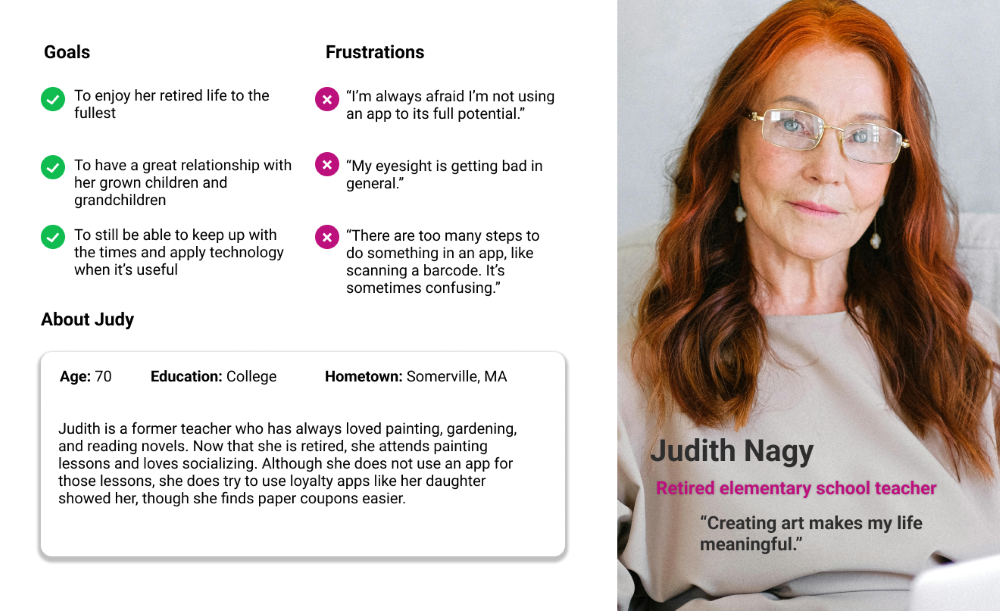 Goals
To enjoy her retired life to the
fullest
To have a great relationship with
her grown children and
grandchildren
To still be able to keep up with
the times and apply technology
when it’s useful
Frustrations
“I’m always afraid I’m not using
an app to its full potential.”
“My eyesight is getting bad in
general.”
“There are too many steps to
do something in an app, like
scanning a barcode. It’s
sometimes confusing.”
About Judy
Age: 70 Education: College Hometown: Somerville, MA
Judith is a former teacher who has always loved painting, gardening,
and reading novels. Now that she is retired, she attends painting
lessons and loves socializing. Although she does not use an app for
those lessons, she does try to use loyalty apps like her daughter
showed her, though she finds paper coupons easier.
Judith Nagy
Retired elementary school teacher
“Creating art makes my life
meaningful.”